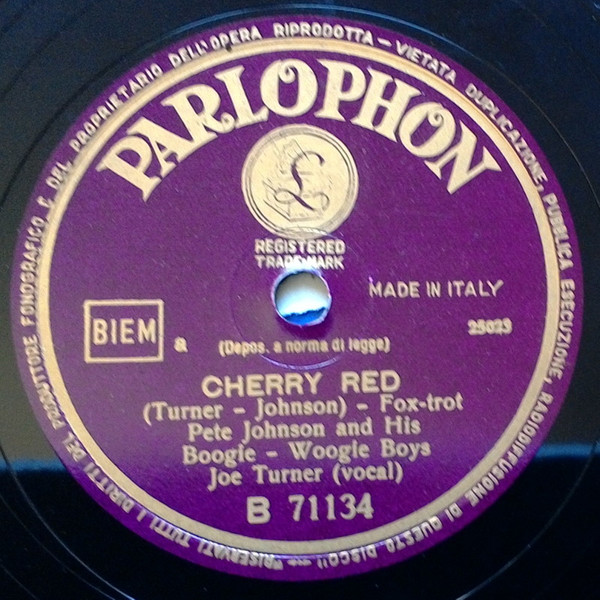 "RISERVATI TUTTI I DIRITTI DEL PRODUTTORE FONOGRAFICO E DEL PROPRIETARIO DELL'OPERA RIPRODOTTA – VIETATA DUPLICAZIONE, PUBBLICA ESECUZIONE, RADIODIFFUSIONE DI QUESTO DISCO" –
PARLOPHON
£
REGISTERED
TRADE MARK
MADE IN ITALY
25023
BIEM
a
(Depos. a norma di legge)
CHERRY RED
(Turner – Johnson) – Fox-trot
Pete Johnson and His
Boogie – Woogie Boys
Joe Turner (vocal)
B 71134